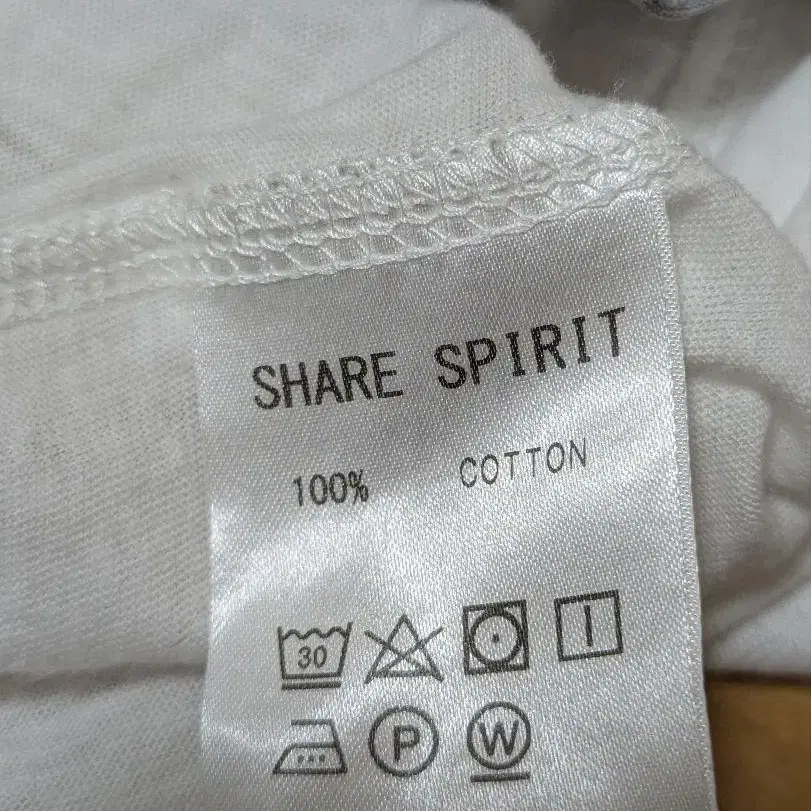 SHARE SPIRIT
100% COTTON
30
P W